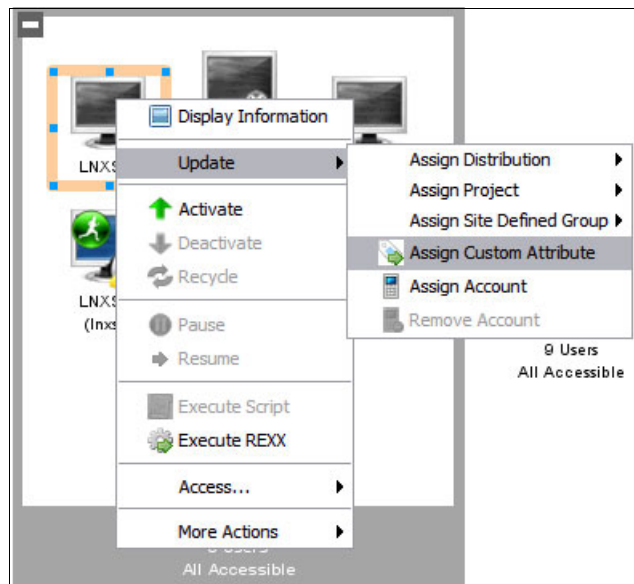 LNXS
LNXS
(lnxs
Display Information
Update
Activate
Deactivate
Recycle
Pause
Resume
Execute Script
Execute REXX
Access...
More Actions
Assign Distribution
Assign Project
Assign Site Defined Group
Assign Custom Attribute
Assign Account
Remove Account
9 Users
All Accessible
Users
All Accessible